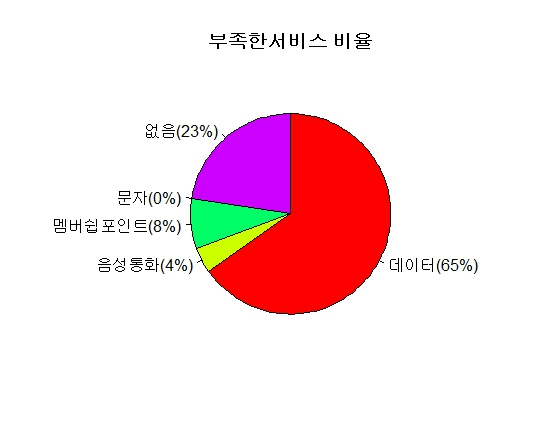 부족한서비스 비율
없음(23%)
문자(0%)
멤버쉽포인트(8%)
음성통화(4%)
데이터(65%)